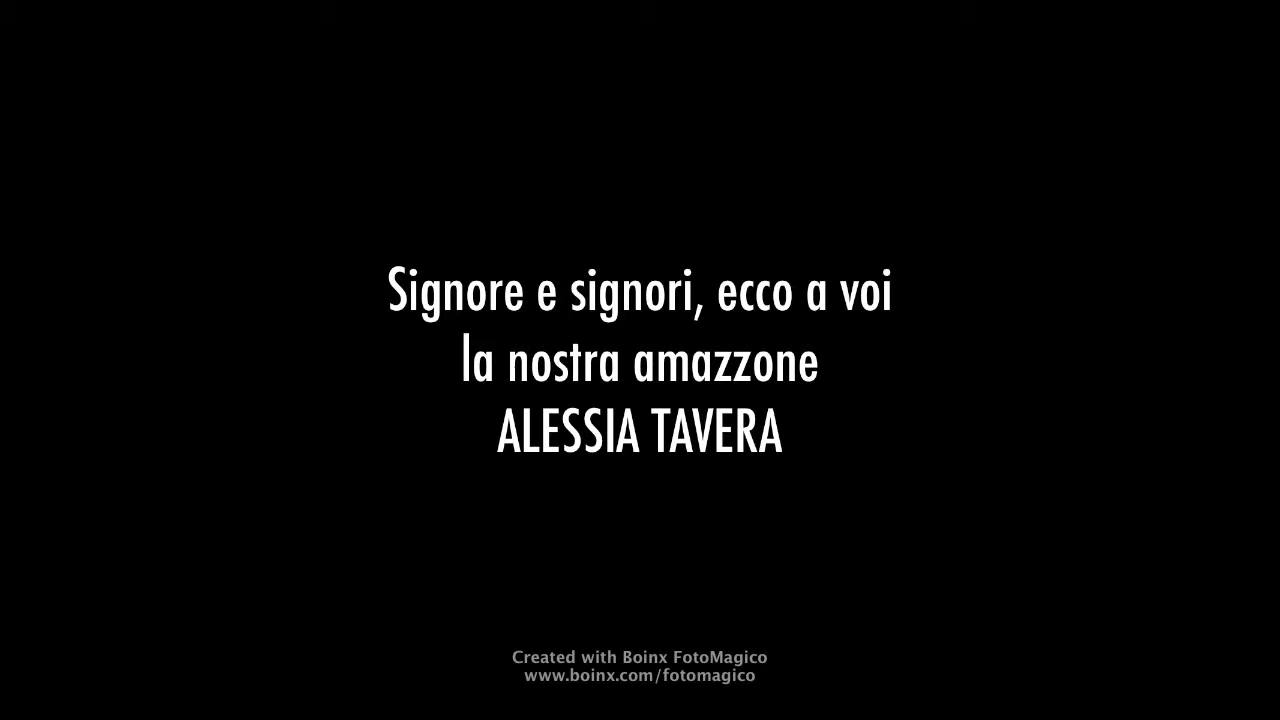 Signore e signori, ecco a voi
la nostra amazzone
ALESSIA TAVERA
Created with Boinx FotoMagico
www.boinx.com/fotomagico